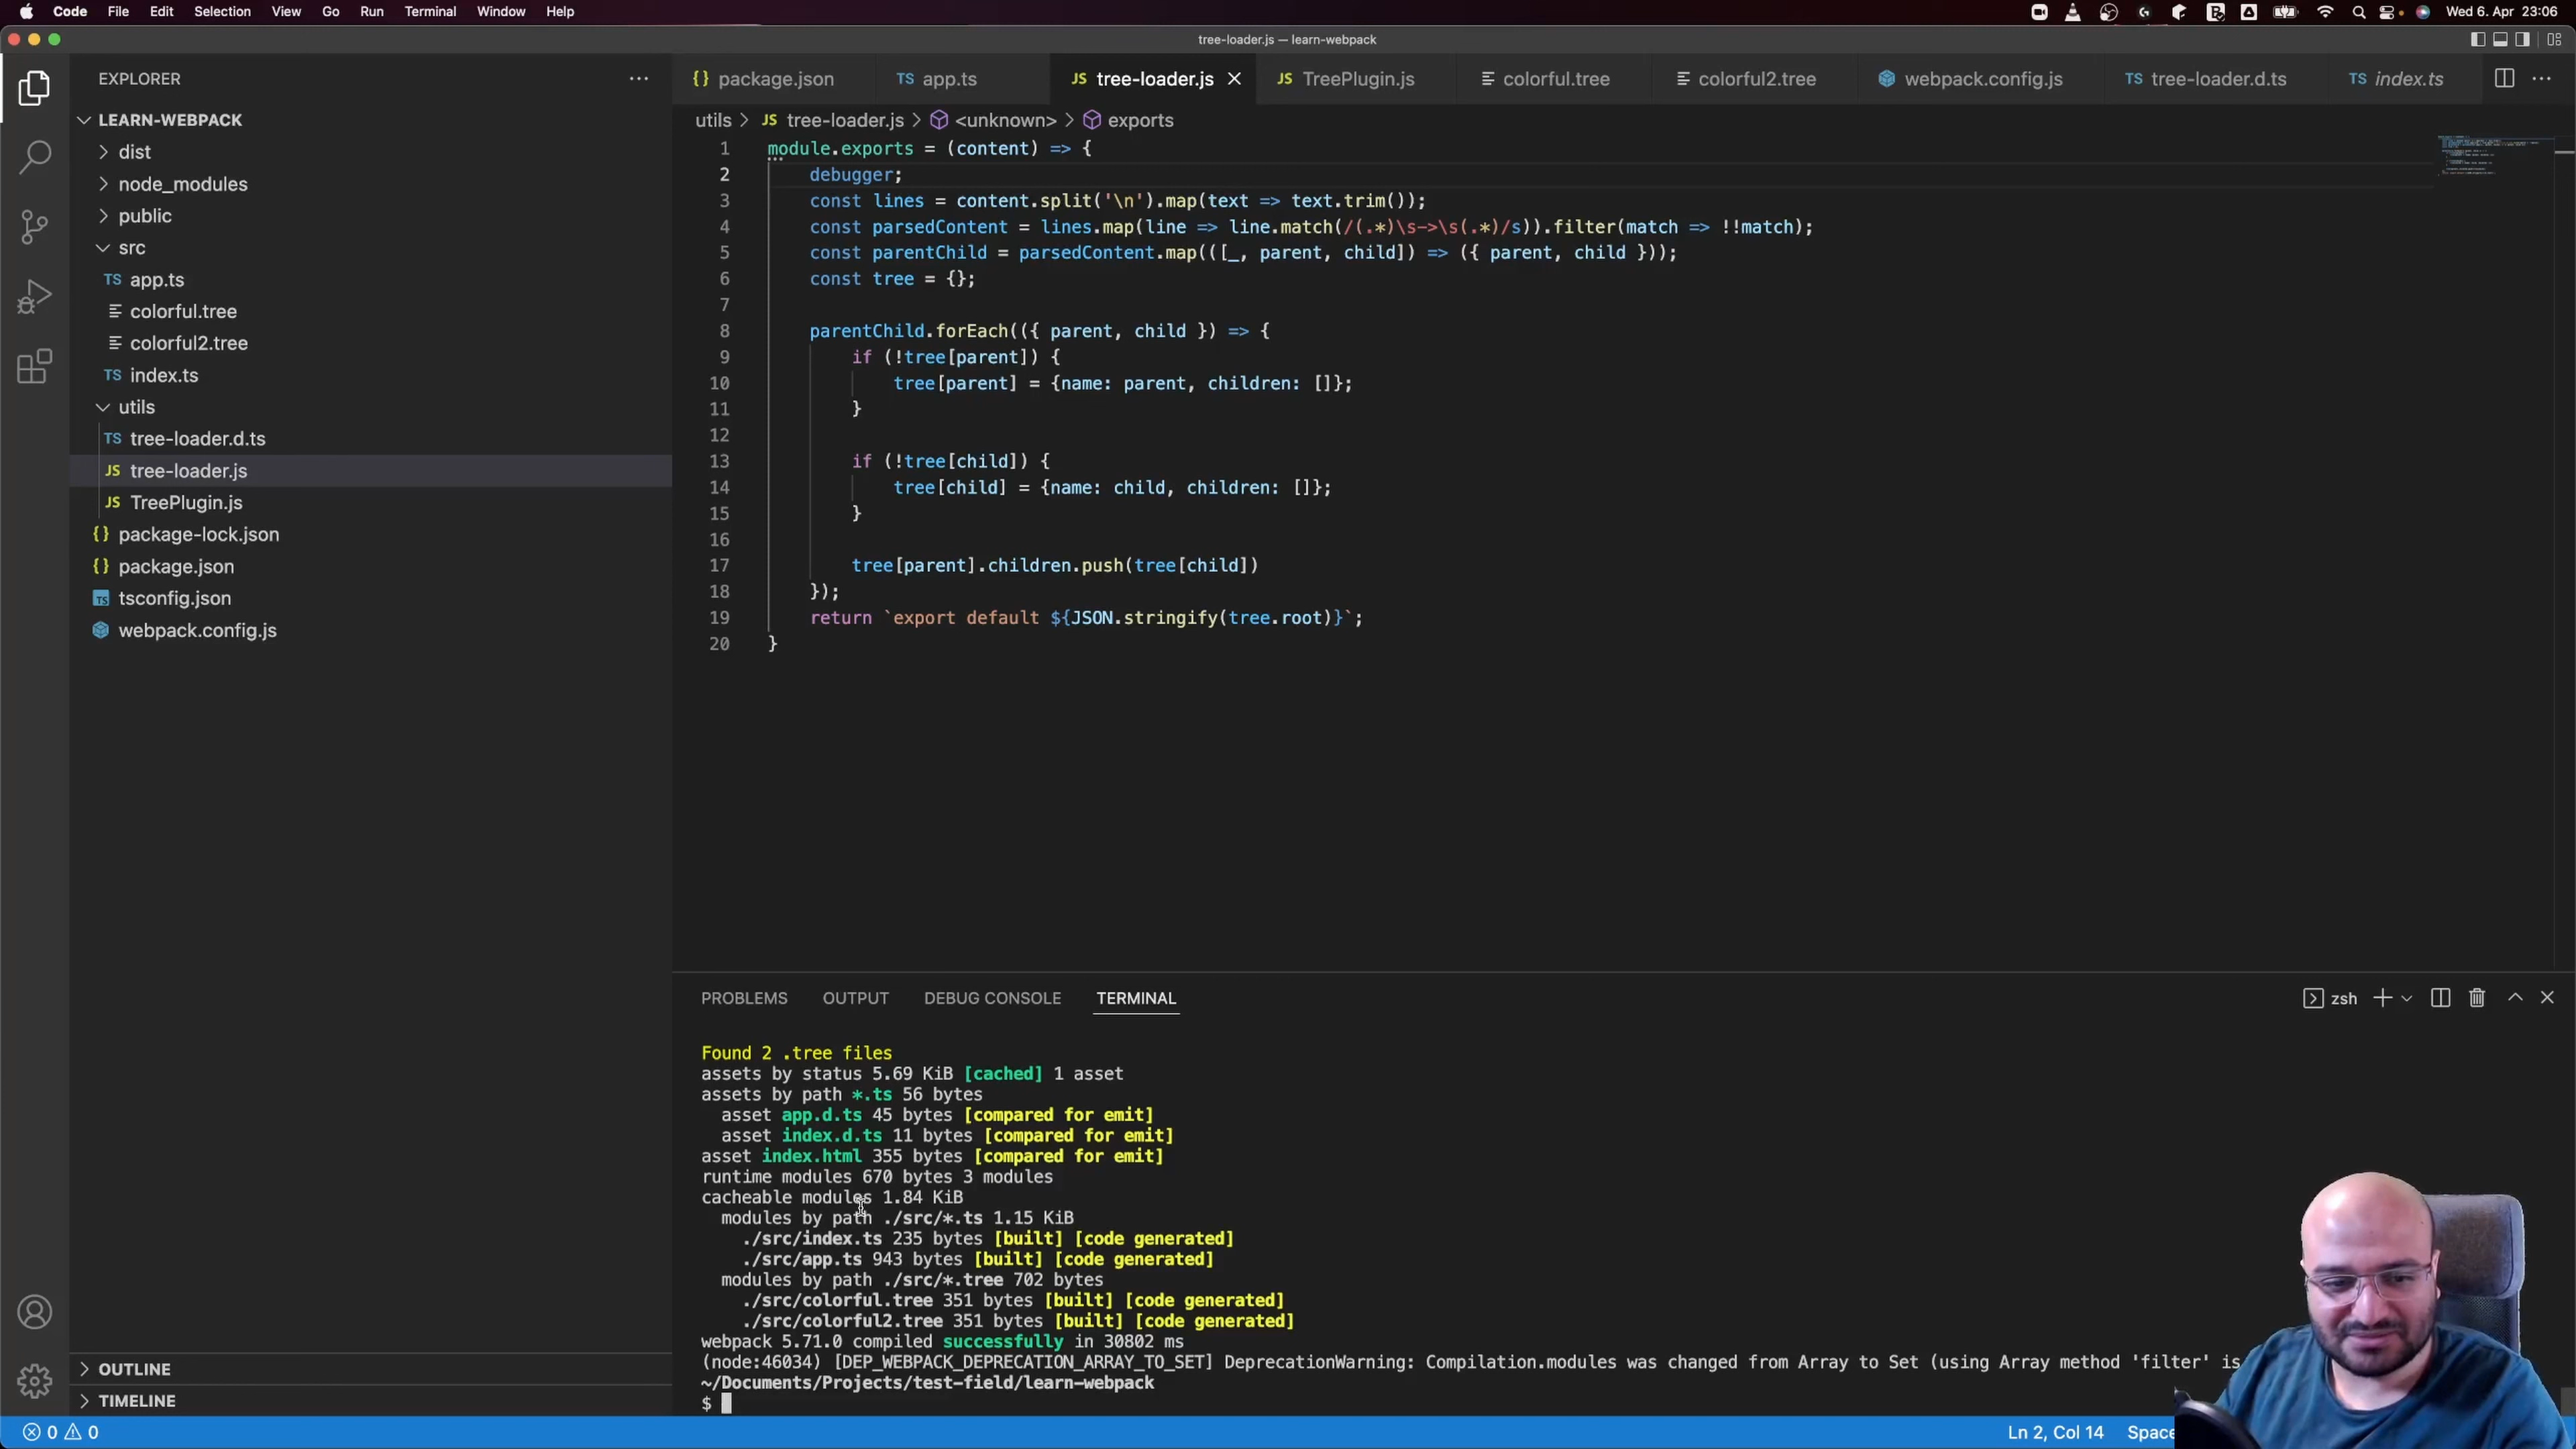 Code File Edit Selection View Go Run Terminal Window Help
Wed 6. Apr 23:06
tree-loader.js — learn-webpack
EXPLORER
LEARN-WEBPACK
dist
node_modules
public
src
TS app.ts
colorful.tree
colorful2.tree
TS index.ts
utils
TS tree-loader.d.ts
JS tree-loader.js
JS TreePlugin.js
{} package-lock.json
{} package.json
TS tsconfig.json
webpack.config.js
OUTLINE
TIMELINE
{} package.json TS app.ts JS tree-loader.js JS TreePlugin.js colorful.tree colorful2.tree webpack.config.js TS tree-loader.d.ts TS index.ts
utils > JS tree-loader.js > <unknown> > exports
1 module.exports = (content) => {
2 debugger;
3 const lines = content.split('\n').map(text => text.trim());
4 const parsedContent = lines.map(line => line.match(/(.*)\s->\s(.*)/s)).filter(match => !!match);
5 const parentChild = parsedContent.map(([_, parent, child]) => ({ parent, child }));
6 const tree = {};
7
8 parentChild.forEach(({ parent, child }) => {
9 if (!tree[parent]) {
10 tree[parent] = {name: parent, children: []};
11 }
12
13 if (!tree[child]) {
14 tree[child] = {name: child, children: []};
15 }
16
17 tree[parent].children.push(tree[child])
18 });
19 return `export default ${JSON.stringify(tree.root)}`;
20 }
PROBLEMS OUTPUT DEBUG CONSOLE TERMINAL
zsh
Found 2 .tree files
assets by status 5.69 KiB [cached] 1 asset
assets by path *.ts 56 bytes
asset app.d.ts 45 bytes [compared for emit]
asset index.d.ts 11 bytes [compared for emit]
asset index.html 355 bytes [compared for emit]
runtime modules 670 bytes 3 modules
cacheable modules 1.84 KiB
modules by path ./src/*.ts 1.15 KiB
./src/index.ts 235 bytes [built] [code generated]
./src/app.ts 943 bytes [built] [code generated]
modules by path ./src/*.tree 702 bytes
./src/colorful.tree 351 bytes [built] [code generated]
./src/colorful2.tree 351 bytes [built] [code generated]
webpack 5.71.0 compiled successfully in 30802 ms
(node:46034) [DEP_WEBPACK_DEPRECATION_ARRAY_TO_SET] DeprecationWarning: Compilation.modules was changed from Array to Set (using Array method 'filter' is
~/Documents/Projects/test-field/learn-webpack
$
0 0
Ln 2, Col 14 Space